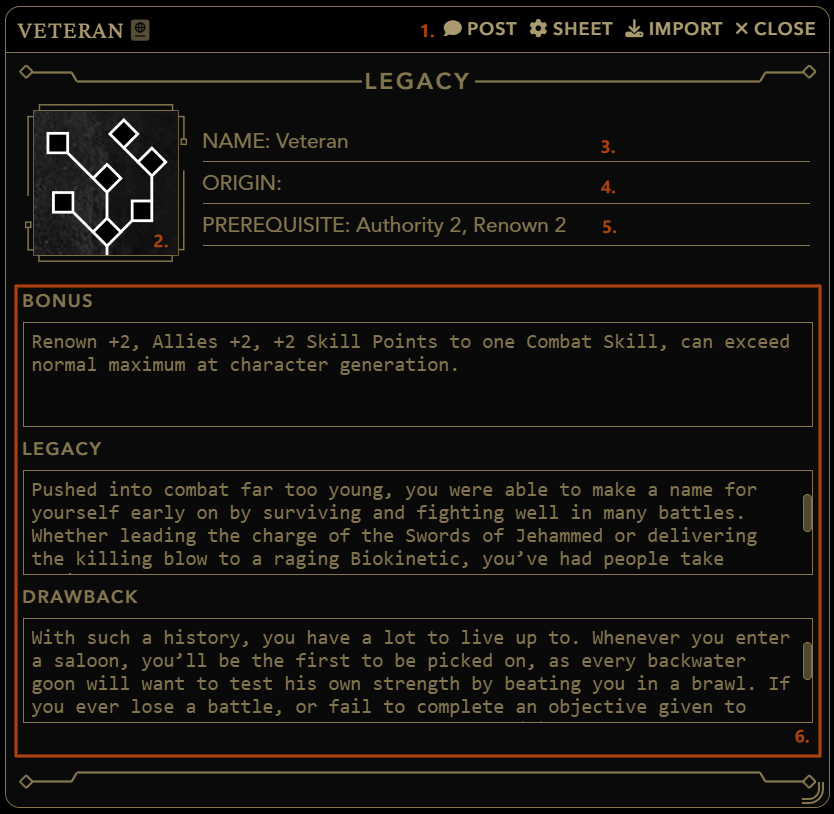 VETERAN
1. POST SHEET IMPORT × CLOSE
LEGACY
NAME: Veteran 3.
ORIGIN: 4.
PREREQUISITE: Authority 2, Renown 2 5.
2.
BONUS
Renown +2, Allies +2, +2 Skill Points to one Combat Skill, can exceed
normal maximum at character generation.
LEGACY
Pushed into combat far too young, you were able to make a name for
yourself early on by surviving and fighting well in many battles.
Whether leading the charge of the Swords of Jehammed or delivering
the killing blow to a raging Biokinetic, you’ve had people take
DRAWBACK
With such a history, you have a lot to live up to. Whenever you enter
a saloon, you’ll be the first to be picked on, as every backwater
goon will want to test his own strength by beating you in a brawl. If
you ever lose a battle, or fail to complete an objective given to
6.